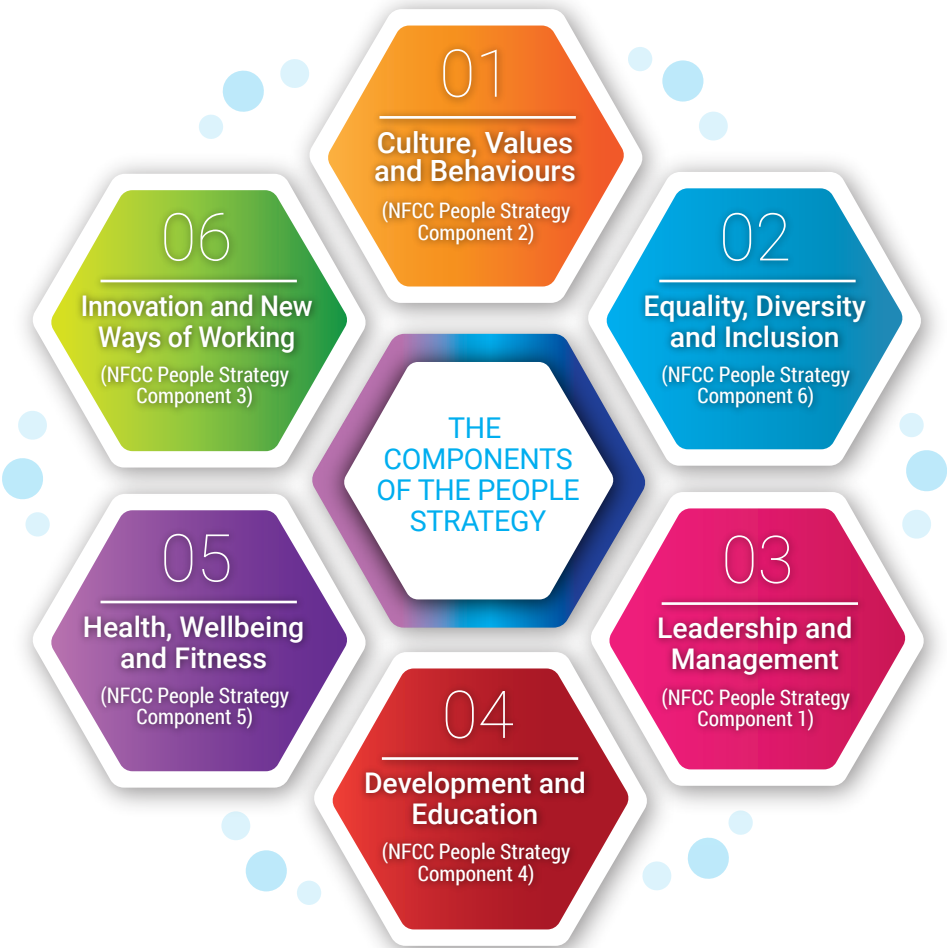 01
Culture, Values
and Behaviours
(NFCC People Strategy
Component 2)
02
Equality, Diversity
and Inclusion
(NFCC People Strategy
Component 6)
03
Leadership and
Management
(NFCC People Strategy
Component 1)
04
Development and
Education
(NFCC People Strategy
Component 4)
05
Health, Wellbeing
and Fitness
(NFCC People Strategy
Component 5)
06
Innovation and New
Ways of Working
(NFCC People Strategy
Component 3)
THE
COMPONENTS
OF THE PEOPLE
STRATEGY